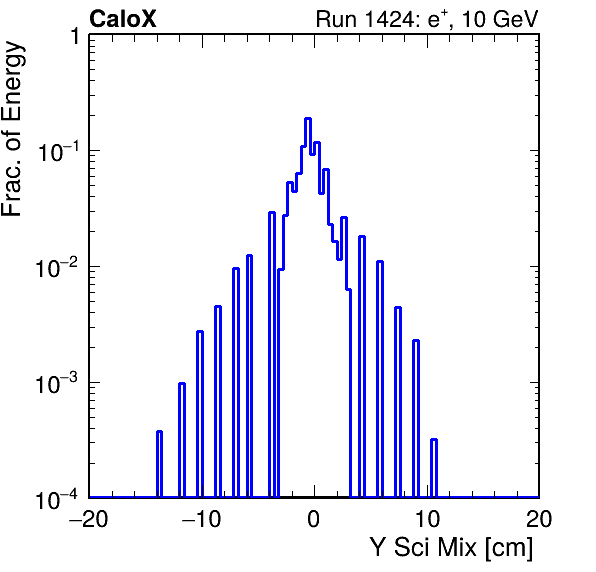 CaloX
Run 1424: e⁺, 10 GeV
Frac. of Energy
1
10⁻¹
10⁻²
10⁻³
10⁻⁴
−20
−10
0
10
20
Y Sci Mix [cm]